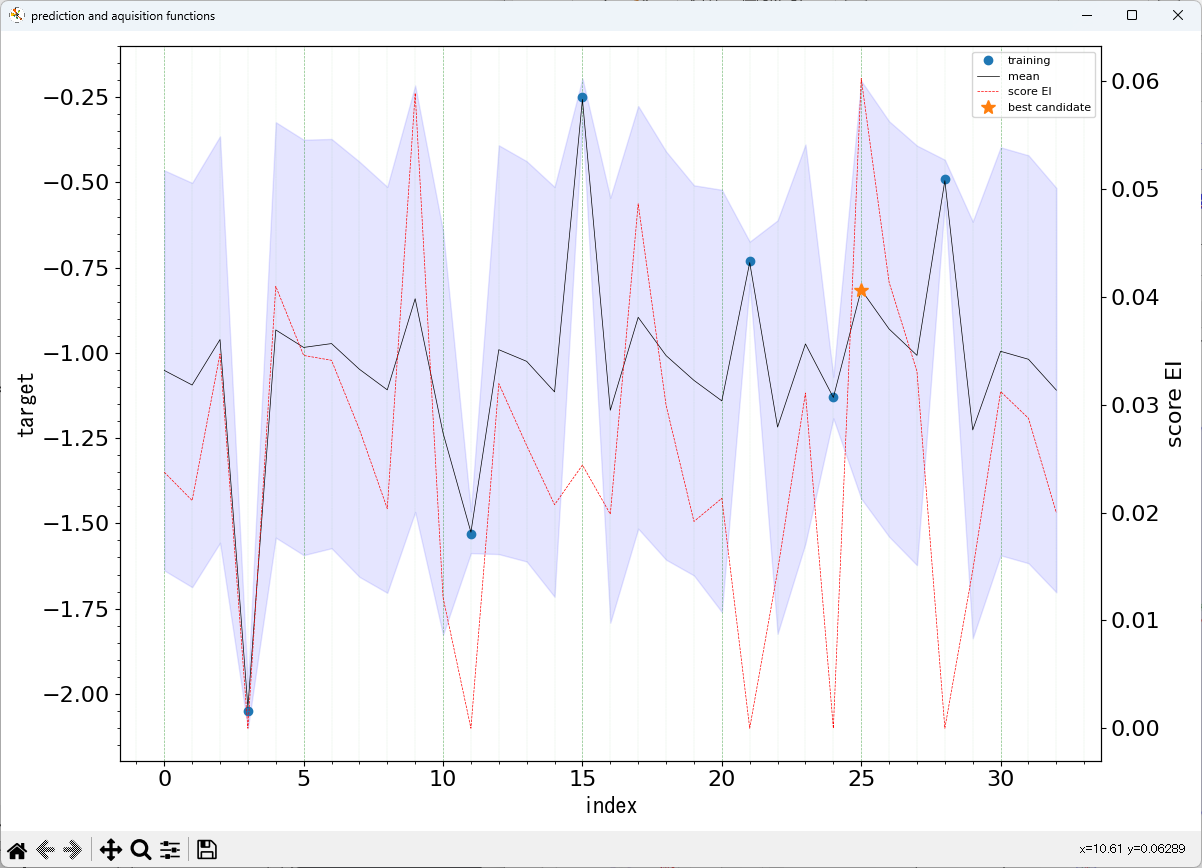 prediction and aquisition functions
training
mean
score EI
best candidate
−0.25
−0.50
−0.75
−1.00
−1.25
−1.50
−1.75
−2.00
target
0.06
0.05
0.04
0.03
0.02
0.01
0.00
score EI
0 5 10 15 20 25 30
index
x=10.61 y=0.06289